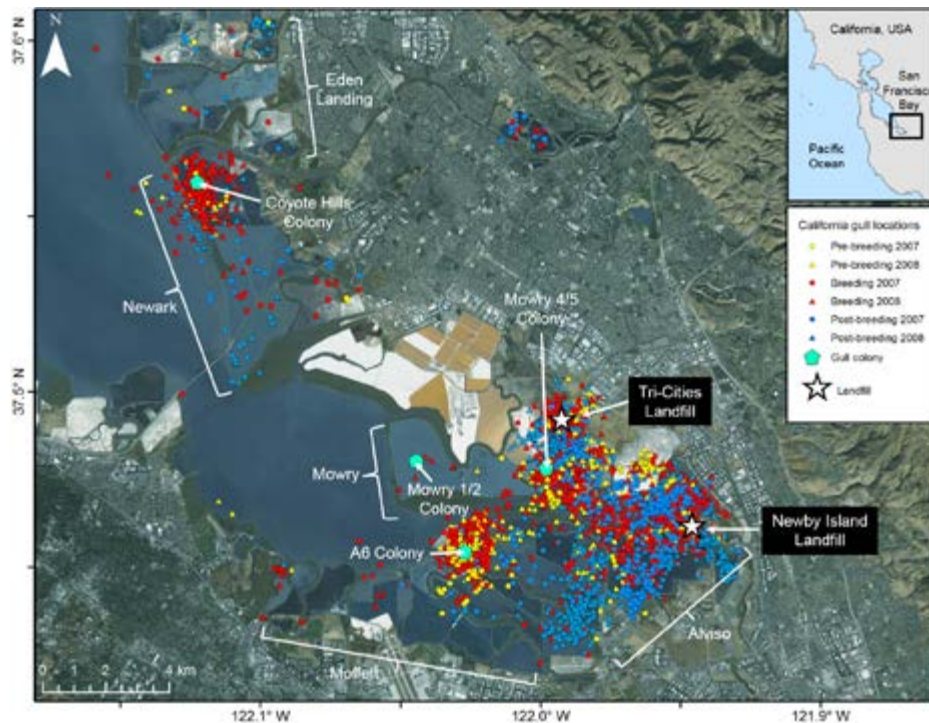 N
37.6° N
37.5° N
122.1° W
122.0° W
121.9° W
0 1 2 4 km
Eden
Landing
Coyote Hills
Colony
Newark
Mowry 4/5
Colony
Tri-Cities
Landfill
Mowry
Mowry 1/2
Colony
A6 Colony
Newby Island
Landfill
Alviso
Moffett
California, USA
San
Francisco
Bay
Pacific
Ocean
California gull locations
Pre-breeding 2007
Pre-breeding 2008
Breeding 2007
Breeding 2008
Post-breeding 2007
Post-breeding 2008
Gull colony
Landfill